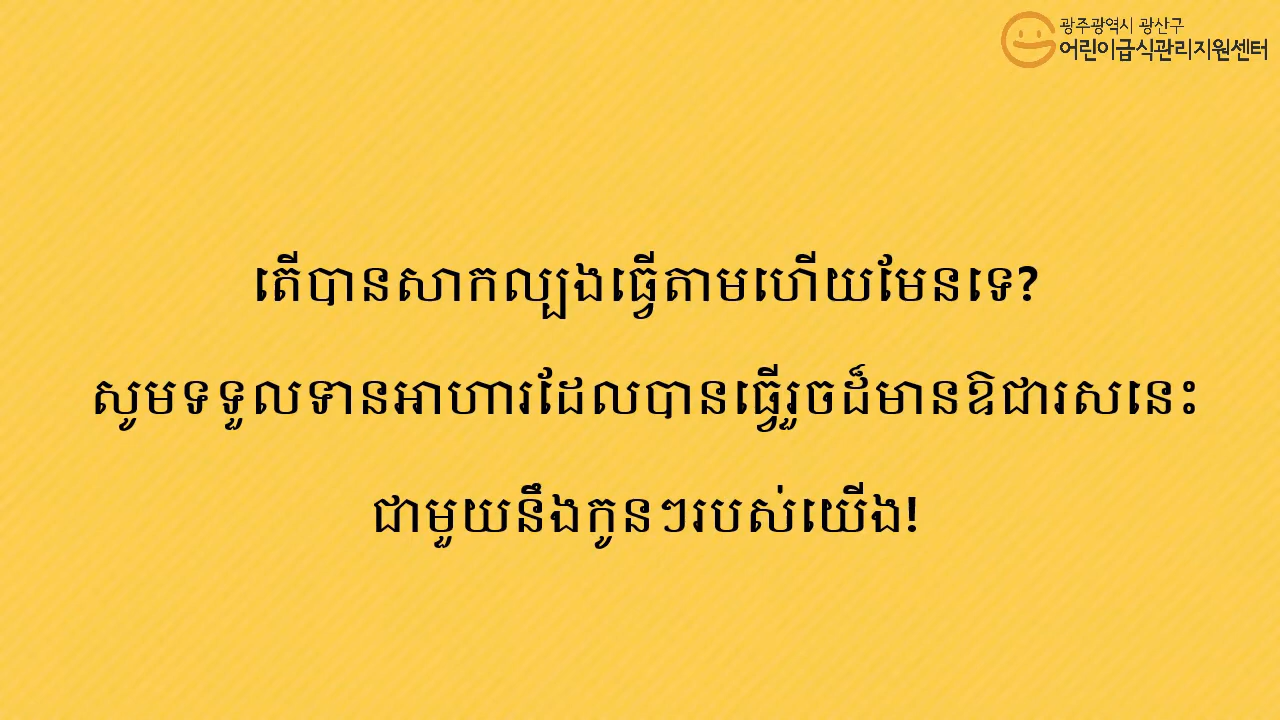 광주광역시 광산구
어린이급식관리지원센터
តើបានសាកល្បងធ្វើតាមហើយមែនទេ?
សូមទទួលទានអាហារដែលបានធ្វើរួចដ៏មានឱជារសនេះ
ជាមួយនឹងកូនៗរបស់យើង!